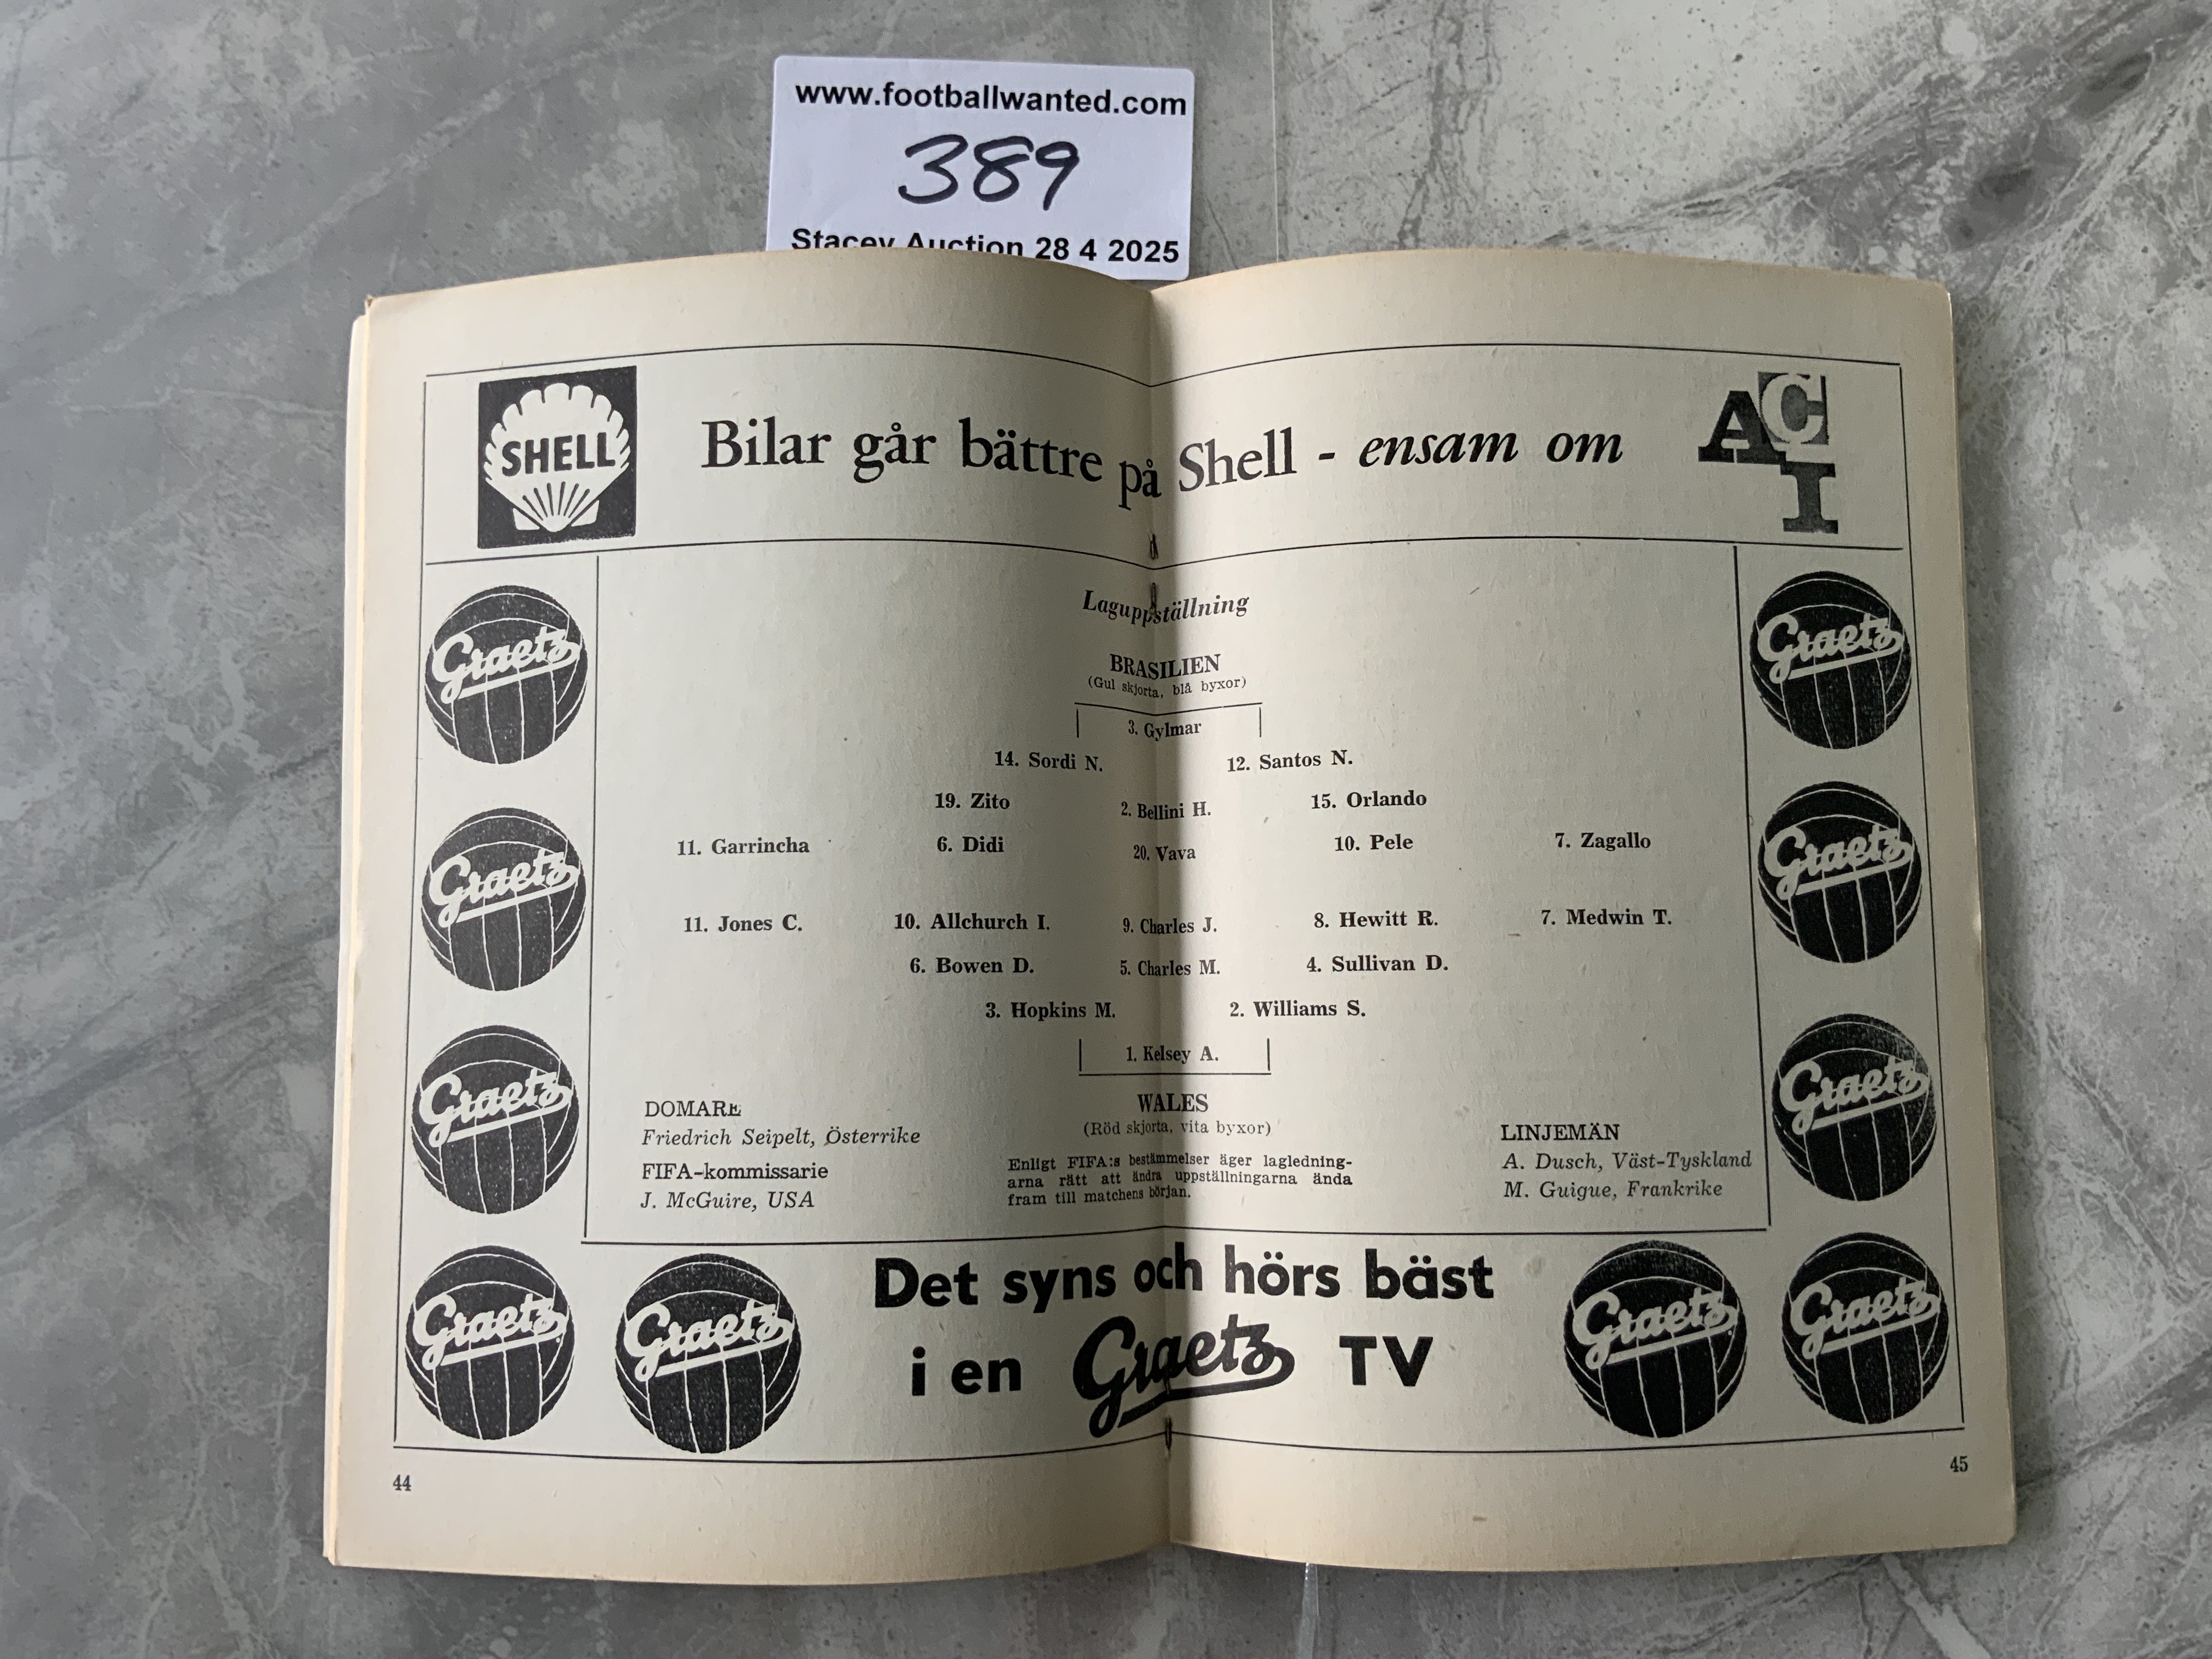 www.footballwanted.com
389
Stacey Auction 28 4 2025
SHELL
Bilar går bättre på Shell - ensam om
ACI
Graetz
Graetz
Graetz
Graetz
Graetz
Graetz
Graetz
Graetz
Laguppställning
BRASILIEN
(Gul skjorta, blå byxor)
3. Gylmar
14. Sordi N. 12. Santos N.
19. Zito 2. Bellini H. 15. Orlando
11. Garrincha 6. Didi 20. Vava 10. Pele 7. Zagallo
11. Jones C. 10. Allchurch I. 9. Charles J. 8. Hewitt R. 7. Medwin T.
6. Bowen D. 5. Charles M. 4. Sullivan D.
3. Hopkins M. 2. Williams S.
1. Kelsey A.
WALES
(Röd skjorta, vita byxor)
DOMARE
Friedrich Seipelt, Österrike
FIFA-kommissarie
J. McGuire, USA
Enligt FIFA:s bestämmelser äger lagledning-
arna rätt att ändra uppställningarna ända
fram till matchens början.
LINJEMÄN
A. Dusch, Väst-Tyskland
M. Guigue, Frankrike
Graetz
Graetz
Det syns och hörs bäst
i en Graetz TV
44
45